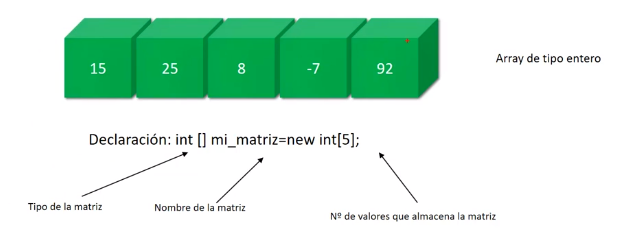 15 25 8 -7 92
Array de tipo entero
Declaración: int [] mi_matriz=new int[5];
Tipo de la matriz
Nombre de la matriz
Nº de valores que almacena la matriz